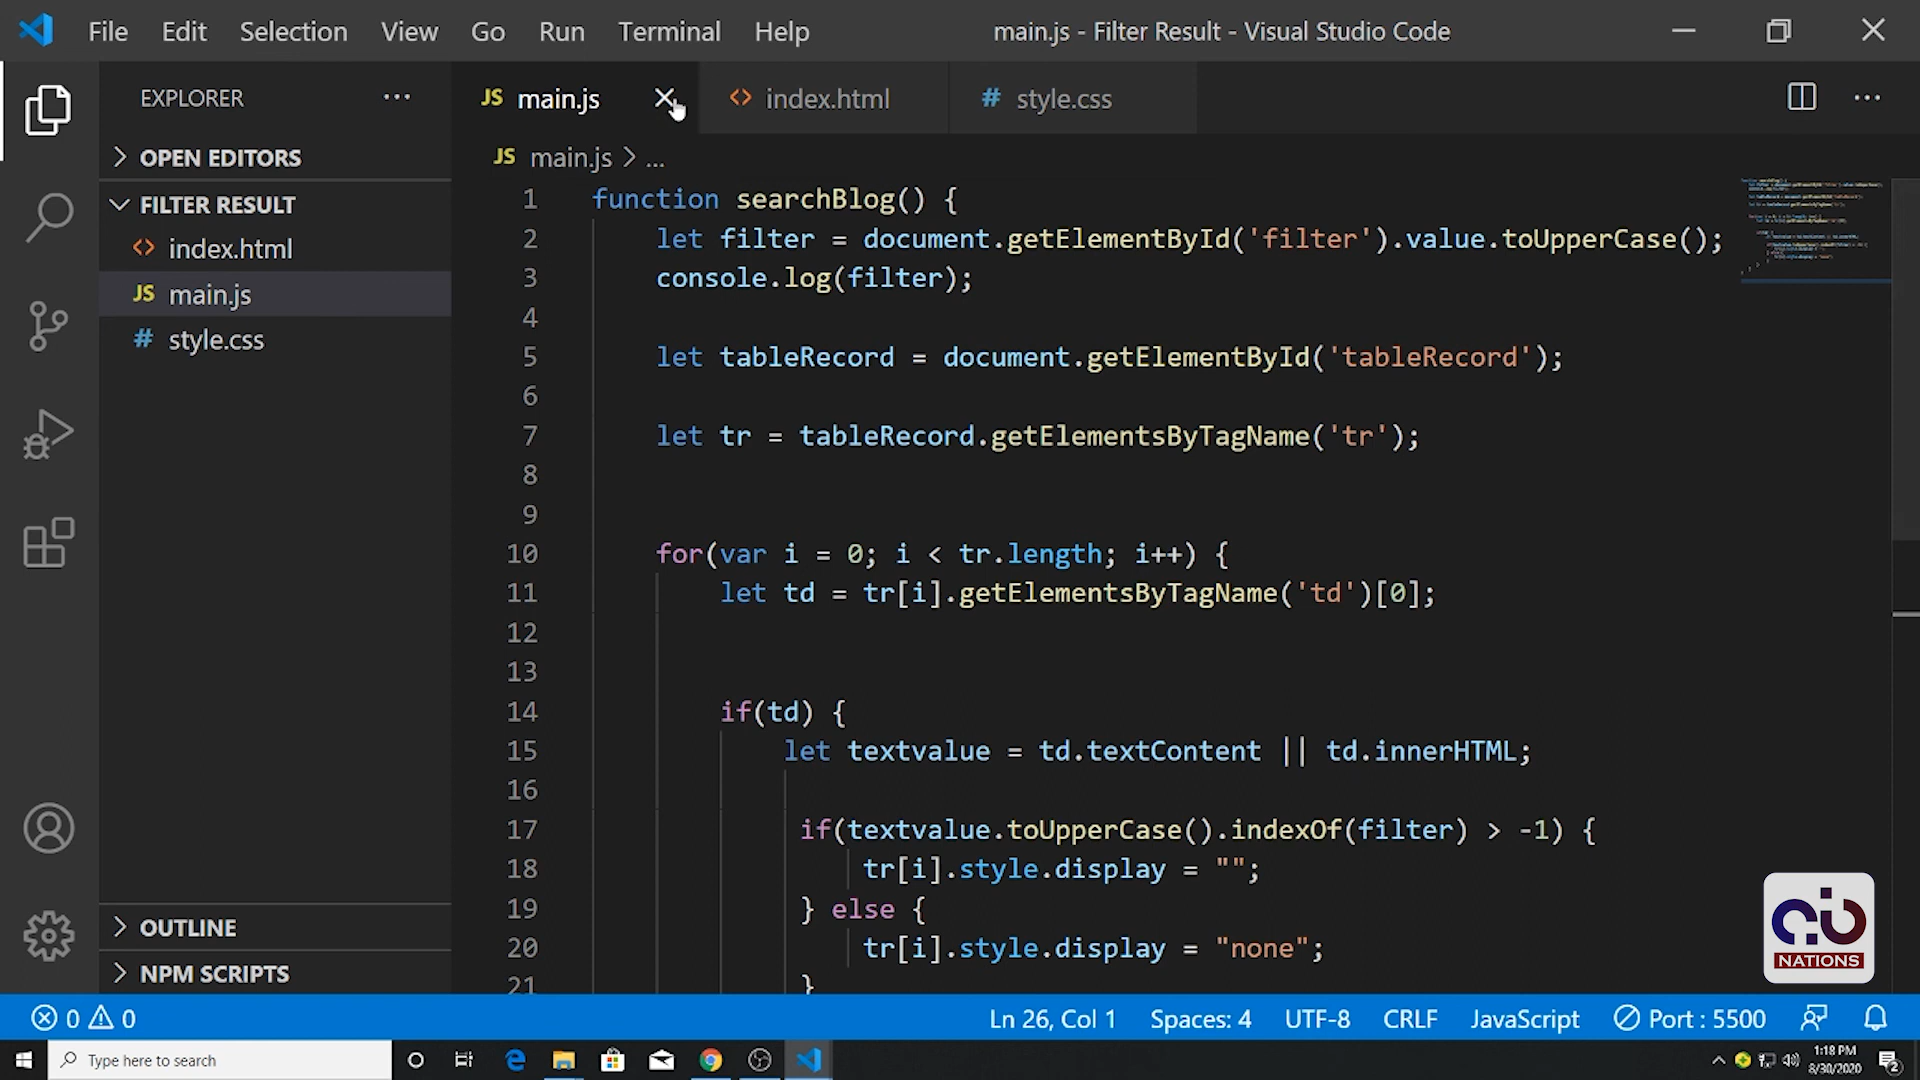 File Edit Selection View Go Run Terminal Help main.js - Filter Result - Visual Studio Code
EXPLORER
OPEN EDITORS
FILTER RESULT
index.html
JS main.js
# style.css
OUTLINE
NPM SCRIPTS
JS main.js index.html # style.css
JS main.js > ...
1 function searchBlog() {
2 let filter = document.getElementById('filter').value.toUpperCase();
3 console.log(filter);
4
5 let tableRecord = document.getElementById('tableRecord');
6
7 let tr = tableRecord.getElementsByTagName('tr');
8
9
10 for(var i = 0; i < tr.length; i++) {
11 let td = tr[i].getElementsByTagName('td')[0];
12
13
14 if(td) {
15 let textvalue = td.textContent || td.innerHTML;
16
17 if(textvalue.toUpperCase().indexOf(filter) > -1) {
18 tr[i].style.display = "";
19 } else {
20 tr[i].style.display = "none";
21 }
NATIONS
0 0 Ln 26, Col 1 Spaces: 4 UTF-8 CRLF JavaScript Port : 5500
Type here to search
1:18 PM
8/30/2020
2